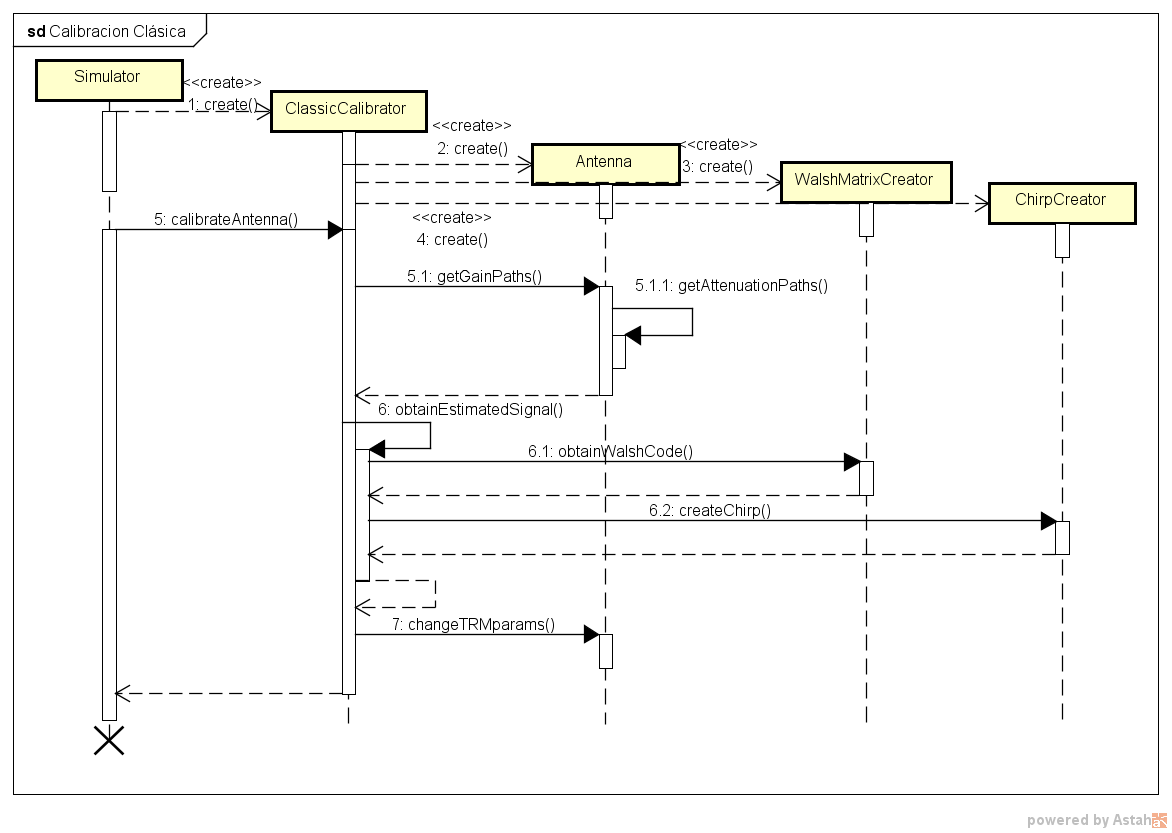 sd Calibracion Clásica
Simulator
<<create>>
1: create()
ClassicCalibrator
<<create>>
2: create()
Antenna
<<create>>
3: create()
WalshMatrixCreator
ChirpCreator
5: calibrateAntenna()
<<create>>
4: create()
5.1: getGainPaths()
5.1.1: getAttenuationPaths()
6: obtainEstimatedSignal()
6.1: obtainWalshCode()
6.2: createChirp()
7: changeTRMparams()
powered by Astah